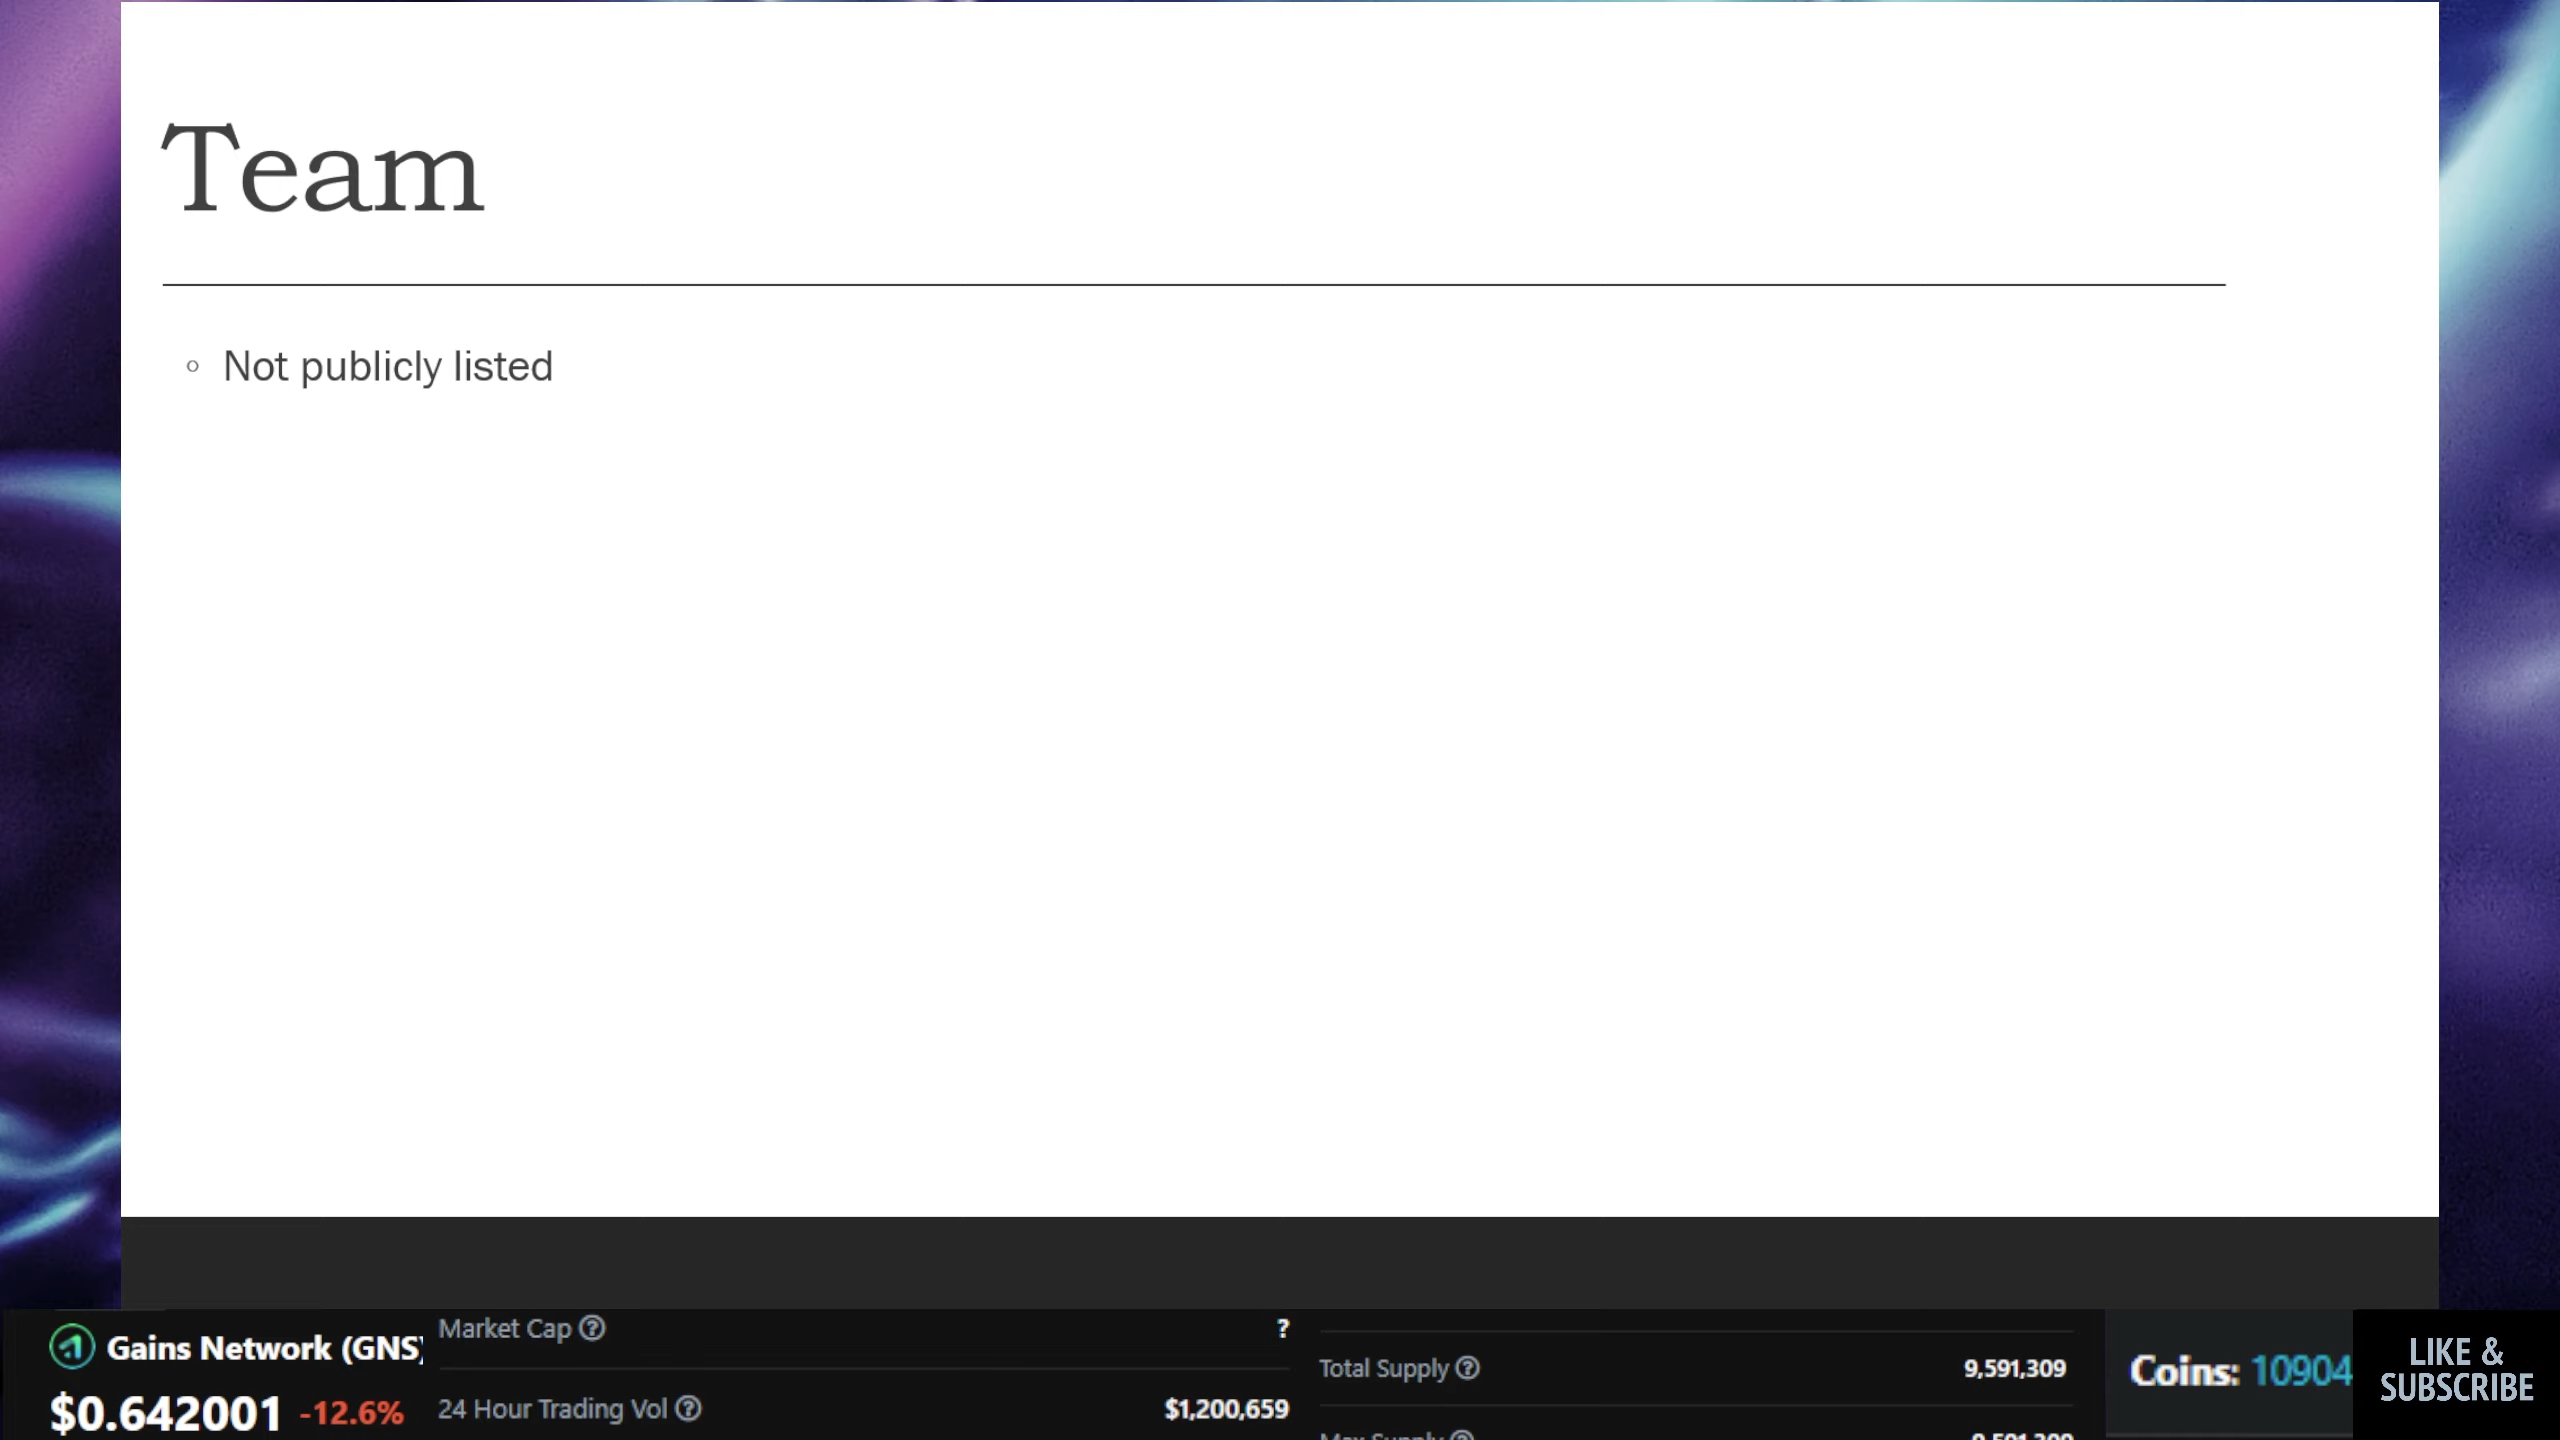 Team
Not publicly listed
Gains Network (GNS)
$0.642001 -12.6%
Market Cap ?
24 Hour Trading Vol $1,200,659
Total Supply 9,591,309
Coins: 10904
LIKE &
SUBSCRIBE